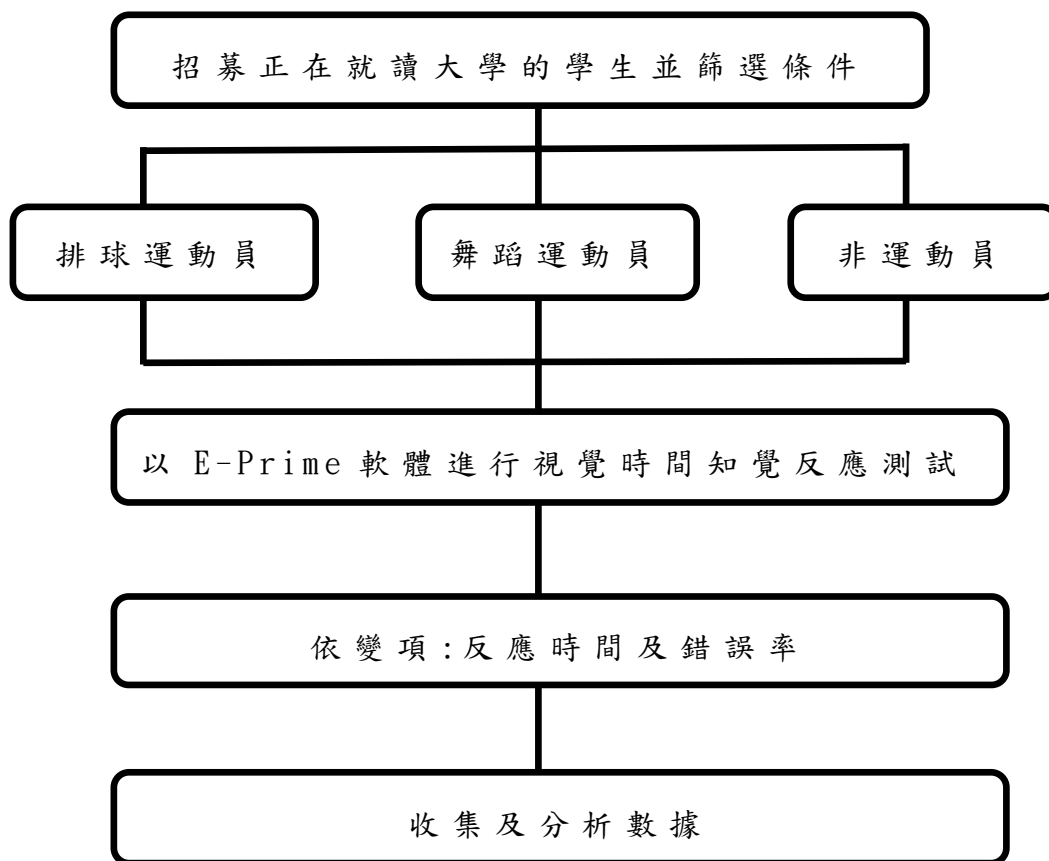 招募正在就讀大學的學生並篩選條件
排球運動員
舞蹈運動員
非運動員
以 E-Prime 軟體進行視覺時間知覺反應測試
依變項:反應時間及錯誤率
收集及分析數據